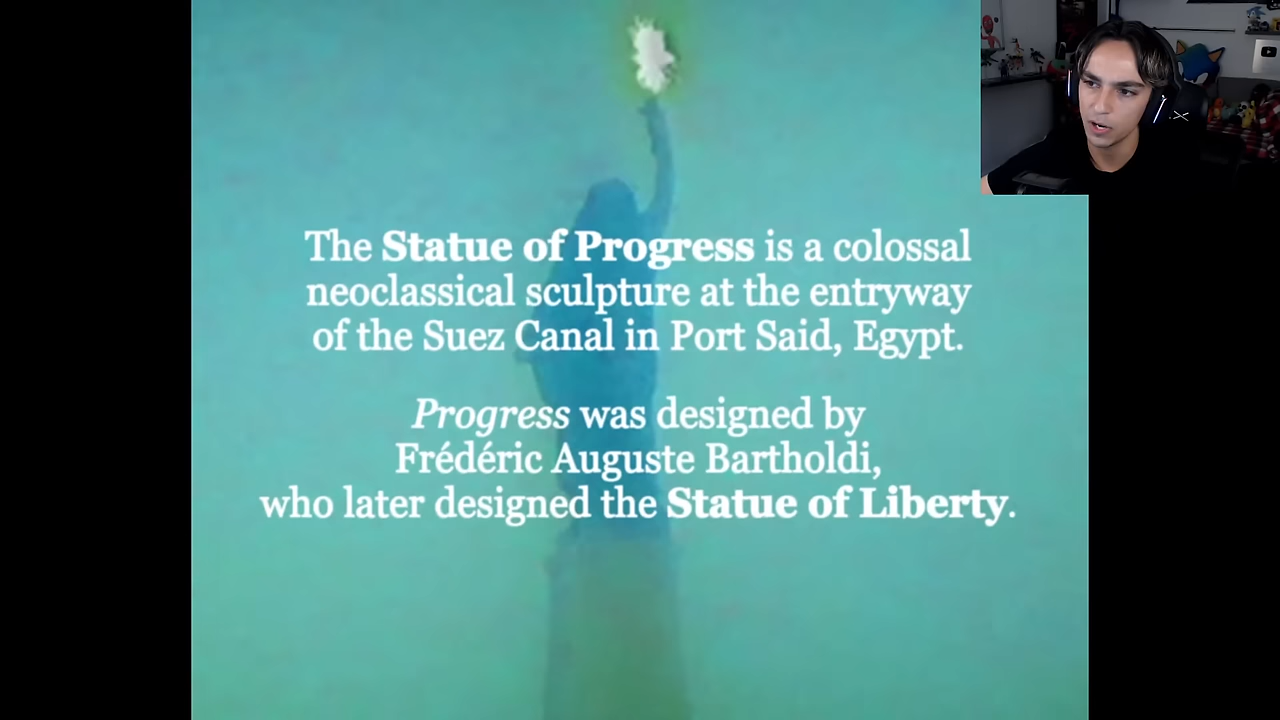 The Statue of Progress is a colossal
neoclassical sculpture at the entryway
of the Suez Canal in Port Said, Egypt.
Progress was designed by
Frédéric Auguste Bartholdi,
who later designed the Statue of Liberty.